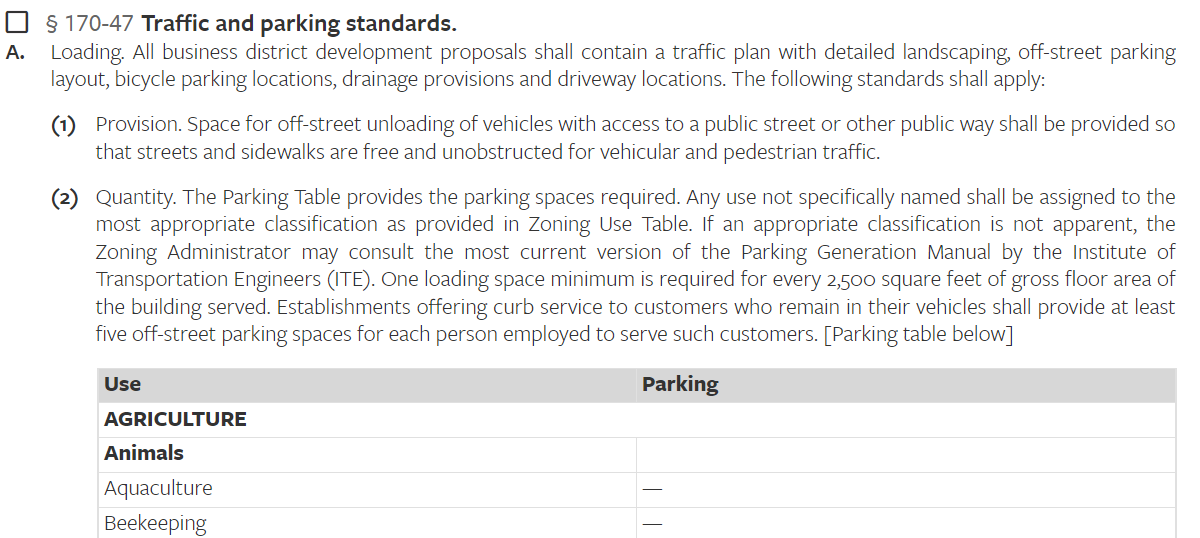 § 170-47 Traffic and parking standards.
A. Loading. All business district development proposals shall contain a traffic plan with detailed landscaping, off-street parking
layout, bicycle parking locations, drainage provisions and driveway locations. The following standards shall apply:
(1) Provision. Space for off-street unloading of vehicles with access to a public street or other public way shall be provided so
that streets and sidewalks are free and unobstructed for vehicular and pedestrian traffic.
(2) Quantity. The Parking Table provides the parking spaces required. Any use not specifically named shall be assigned to the
most appropriate classification as provided in Zoning Use Table. If an appropriate classification is not apparent, the
Zoning Administrator may consult the most current version of the Parking Generation Manual by the Institute of
Transportation Engineers (ITE). One loading space minimum is required for every 2,500 square feet of gross floor area of
the building served. Establishments offering curb service to customers who remain in their vehicles shall provide at least
five off-street parking spaces for each person employed to serve such customers. [Parking table below]
Use Parking
AGRICULTURE
Animals
Aquaculture —
Beekeeping —